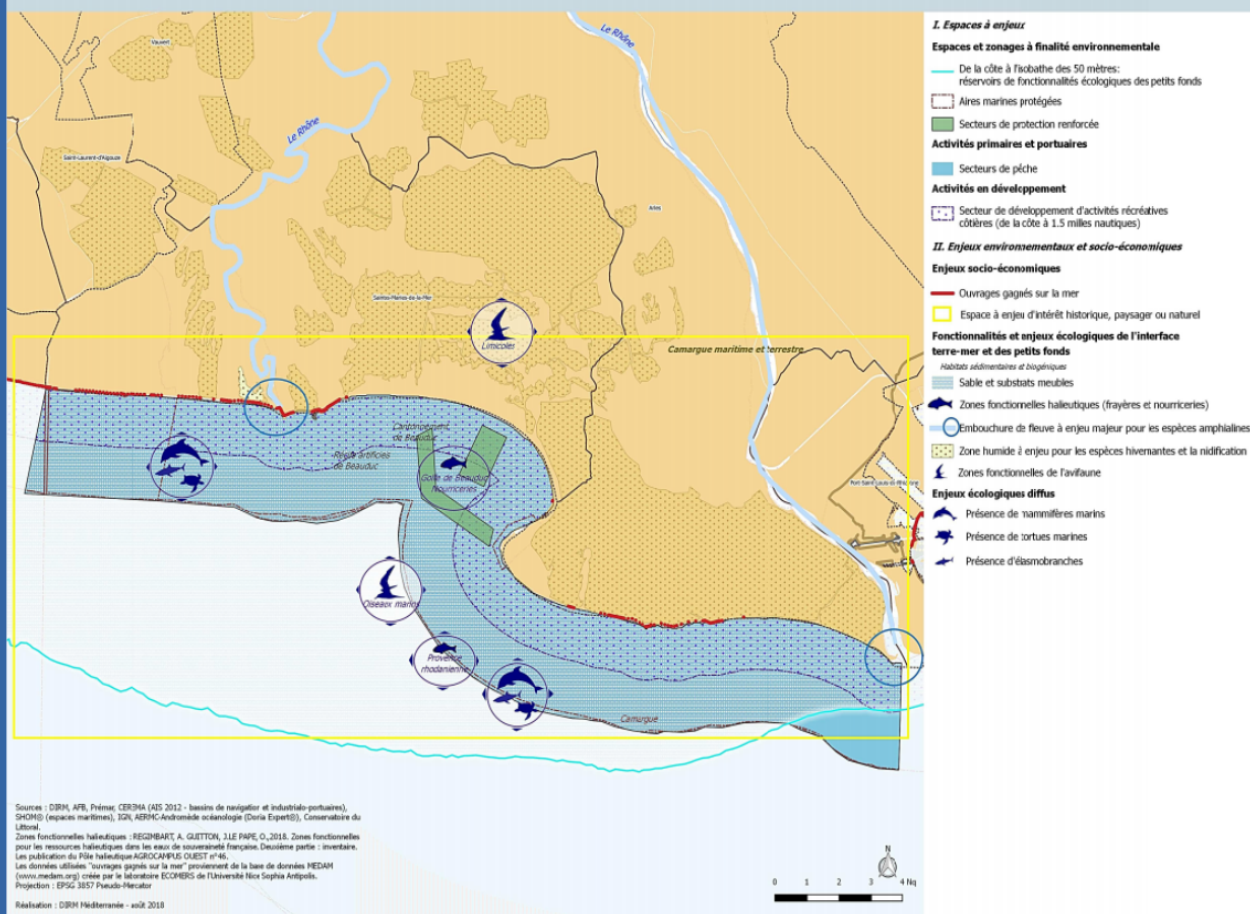 Vauvert
Le Rhône
Le Rhône
Saint-Laurent-d'Aigouze
Arles
Saintes-Maries-de-la-Mer
Limicoles
Camargue maritime et terrestre
Cantonnement
de Beauduc
Récifs artificiels
de Beauduc
Golfe de Beauduc
Nourriceries
Port-Saint-Louis-du-Rhône
Oiseaux marins
Provence
rhodanienne
Camargue
I. Espaces à enjeux
Espaces et zonages à finalité environnementale
De la côte à l'isobathe des 50 mètres:
réservoirs de fonctionnalités écologiques des petits fonds
Aires marines protégées
Secteurs de protection renforcée
Activités primaires et portuaires
Secteurs de pêche
Activités en développement
Secteur de développement d'activités récréatives
côtières (de la côte à 1.5 milles nautiques)
II. Enjeux environnementaux et socio-économiques
Enjeux socio-économiques
Ouvrages gagnés sur la mer
Espace à enjeu d'intérêt historique, paysager ou naturel
Fonctionnalités et enjeux écologiques de l'interface
terre-mer et des petits fonds
Habitats sédimentaires et biogéniques
Sable et substrats meubles
Zones fonctionnelles halieutiques (frayères et nourriceries)
Embouchure de fleuve à enjeu majeur pour les espèces amphialines
Zone humide à enjeu pour les espèces hivernantes et la nidification
Zones fonctionnelles de l'avifaune
Enjeux écologiques diffus
Présence de mammifères marins
Présence de tortues marines
Présence d'élasmobranches
Sources : DIRM, AFB, Prémar, CEREMA (AIS 2012 - bassins de navigation et industrialo-portuaires),
SHOM® (espaces maritimes), IGN, AERMC-Andromède océanologie (Doria Expert®), Conservatoire du
Littoral.
Zones fonctionnelles halieutiques : REGIMBART, A. GUITTON, J.LE PAPE, O.,2018. Zones fonctionnelles
pour les ressources halieutiques dans les eaux de souveraineté française. Deuxième partie : inventaire.
Les publication du Pôle halieutique AGROCAMPUS OUEST n°46.
Les données utilisées "ouvrages gagnés sur la mer" proviennent de la base de données MEDAM
(www.medam.org) créée par le laboratoire ECOMERS de l'Université Nice Sophia Antipolis.
Projection : EPSG 3857 Pseudo-Mercator
Réalisation : DIRM Méditerranée - août 2018
N
0 1 2 3 4 Nq